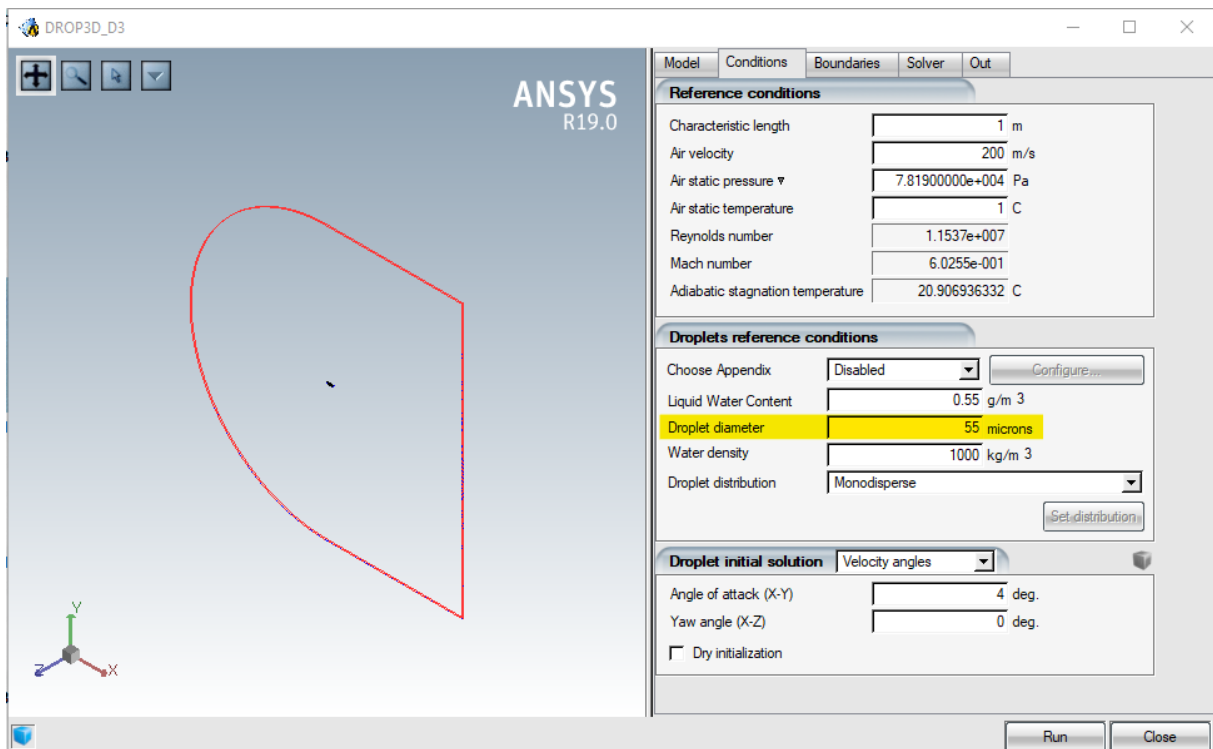 DROP3D_D3
ANSYS
R19.0
Model Conditions Boundaries Solver Out
Reference conditions
Characteristic length 1 m
Air velocity 200 m/s
Air static pressure 7.81900000e+004 Pa
Air static temperature 1 C
Reynolds number 1.1537e+007
Mach number 6.0255e-001
Adiabatic stagnation temperature 20.906936332 C
Droplets reference conditions
Choose Appendix Disabled Configure...
Liquid Water Content 0.55 g/m 3
Droplet diameter 55 microns
Water density 1000 kg/m 3
Droplet distribution Monodisperse
Set distribution
Droplet initial solution Velocity angles
Angle of attack (X-Y) 4 deg.
Yaw angle (X-Z) 0 deg.
Dry initialization
Y
Z X
Run Close